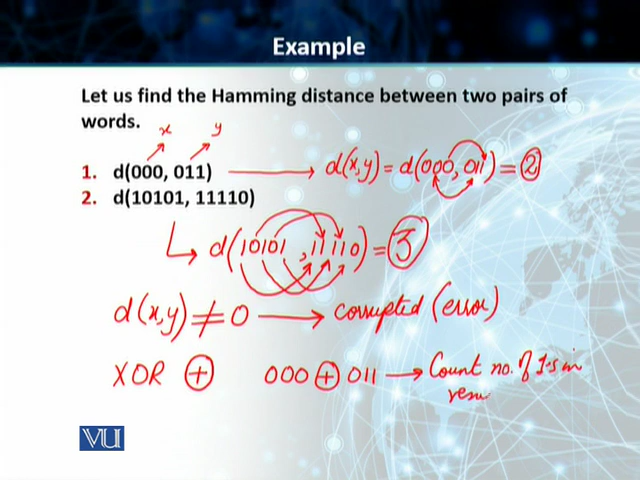 Example
Let us find the Hamming distance between two pairs of
words.
x y
1. d(000, 011) → d(x,y) = d(000, 011) = 2
2. d(10101, 11110)
↳ d(10101, 11110) = 3
d(x,y) ≠ 0 → corrupted (error)
XOR ⊕ 000 ⊕ 011 → Count no. of 1's in
resu
VU